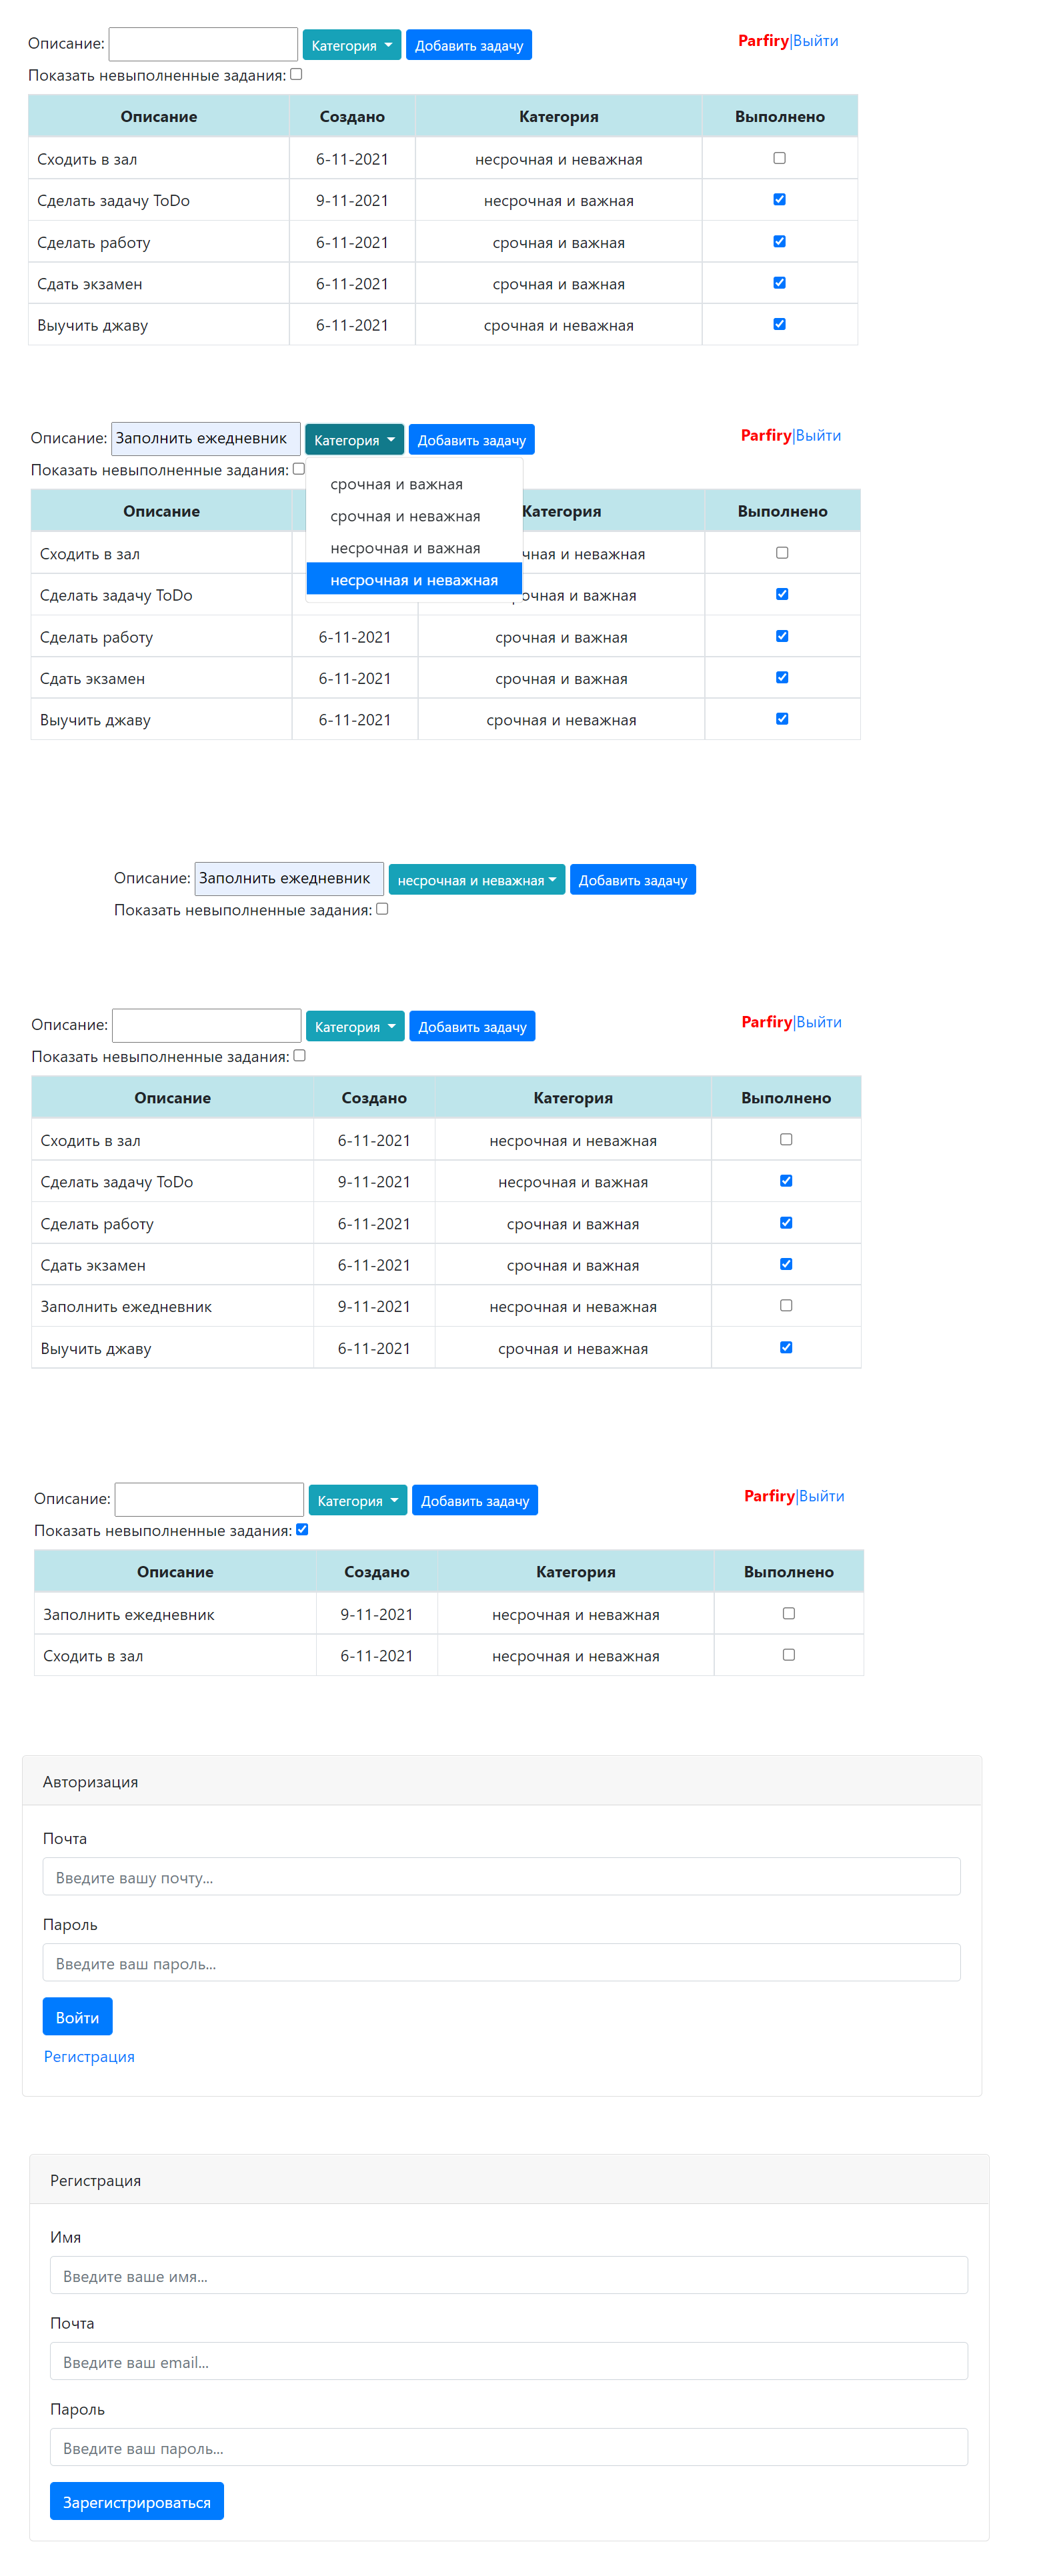 Описание: Категория Добавить задачу Parfiry|Выйти
Показать невыполненные задания:
Описание Создано Категория Выполнено
Сходить в зал 6-11-2021 несрочная и неважная
Сделать задачу ToDo 9-11-2021 несрочная и важная
Сделать работу 6-11-2021 срочная и важная
Сдать экзамен 6-11-2021 срочная и важная
Выучить джаву 6-11-2021 срочная и неважная
Описание: Заполнить ежедневник Категория Добавить задачу Parfiry|Выйти
Показать невыполненные задания:
срочная и важная
срочная и неважная
несрочная и важная
несрочная и неважная
Описание Категория Выполнено
Сходить в зал и неважная
Сделать задачу ToDo и важная
Сделать работу 6-11-2021 срочная и важная
Сдать экзамен 6-11-2021 срочная и важная
Выучить джаву 6-11-2021 срочная и неважная
Описание: Заполнить ежедневник несрочная и неважная Добавить задачу
Показать невыполненные задания:
Описание: Категория Добавить задачу Parfiry|Выйти
Показать невыполненные задания:
Описание Создано Категория Выполнено
Сходить в зал 6-11-2021 несрочная и неважная
Сделать задачу ToDo 9-11-2021 несрочная и важная
Сделать работу 6-11-2021 срочная и важная
Сдать экзамен 6-11-2021 срочная и важная
Заполнить ежедневник 9-11-2021 несрочная и неважная
Выучить джаву 6-11-2021 срочная и неважная
Описание: Категория Добавить задачу Parfiry|Выйти
Показать невыполненные задания:
Описание Создано Категория Выполнено
Заполнить ежедневник 9-11-2021 несрочная и неважная
Сходить в зал 6-11-2021 несрочная и неважная
Авторизация
Почта
Введите вашу почту...
Пароль
Введите ваш пароль...
Войти
Регистрация
Регистрация
Имя
Введите ваше имя...
Почта
Введите ваш email...
Пароль
Введите ваш пароль...
Зарегистрироваться